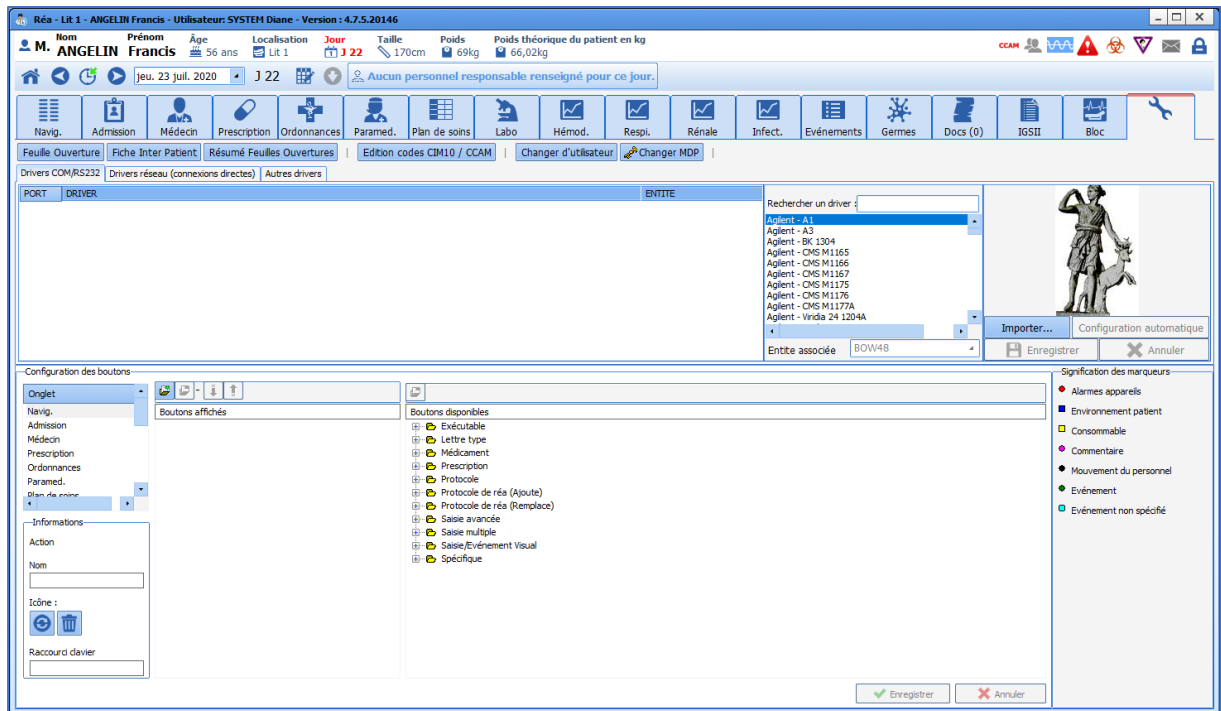 Réa - Lit 1 - ANGELIN Francis - Utilisateur: SYSTEM Diane - Version : 4.7.5.20146
Nom Prénom Âge Localisation Jour Taille Poids Poids théorique du patient en kg
M. ANGELIN Francis 56 ans Lit 1 J 22 170cm 69kg 66,02kg CCAM
jeu. 23 juil. 2020 J 22 Aucun personnel responsable renseigné pour ce jour.
Navig. Admission Médecin Prescription Ordonnances Paramed. Plan de soins Labo Hémod. Respi. Rénale Infect. Evénements Germes Docs (0) IGSII Bloc
Feuille Ouverture Fiche Inter Patient Résumé Feuilles Ouvertures | Edition codes CIM10 / CCAM | Changer d'utilisateur Changer MDP |
Drivers COM/RS232 Drivers réseau (connexions directes) Autres drivers
PORT DRIVER ENTITE
Rechercher un driver :
Agilent - A1
Agilent - A3
Agilent - BK 1304
Agilent - CMS M1165
Agilent - CMS M1166
Agilent - CMS M1167
Agilent - CMS M1175
Agilent - CMS M1176
Agilent - CMS M1177A
Agilent - Viridia 24 1204A
Entite associée BOW48
Importer... Configuration automatique
Enregistrer Annuler
Configuration des boutons
Onglet
Navig.
Admission
Médecin
Prescription
Ordonnances
Paramed.
Plan de soins
Informations
Action
Nom
Icône :
Raccourci clavier
Boutons affichés
Boutons disponibles
Exécutable
Lettre type
Médicament
Prescription
Protocole
Protocole de réa (Ajoute)
Protocole de réa (Remplace)
Saisie avancée
Saisie multiple
Saisie/Evénement Visual
Spécifique
Enregistrer Annuler
Signification des marqueurs
Alarmes appareils
Environnement patient
Consommable
Commentaire
Mouvement du personnel
Evénement
Evénement non spécifié